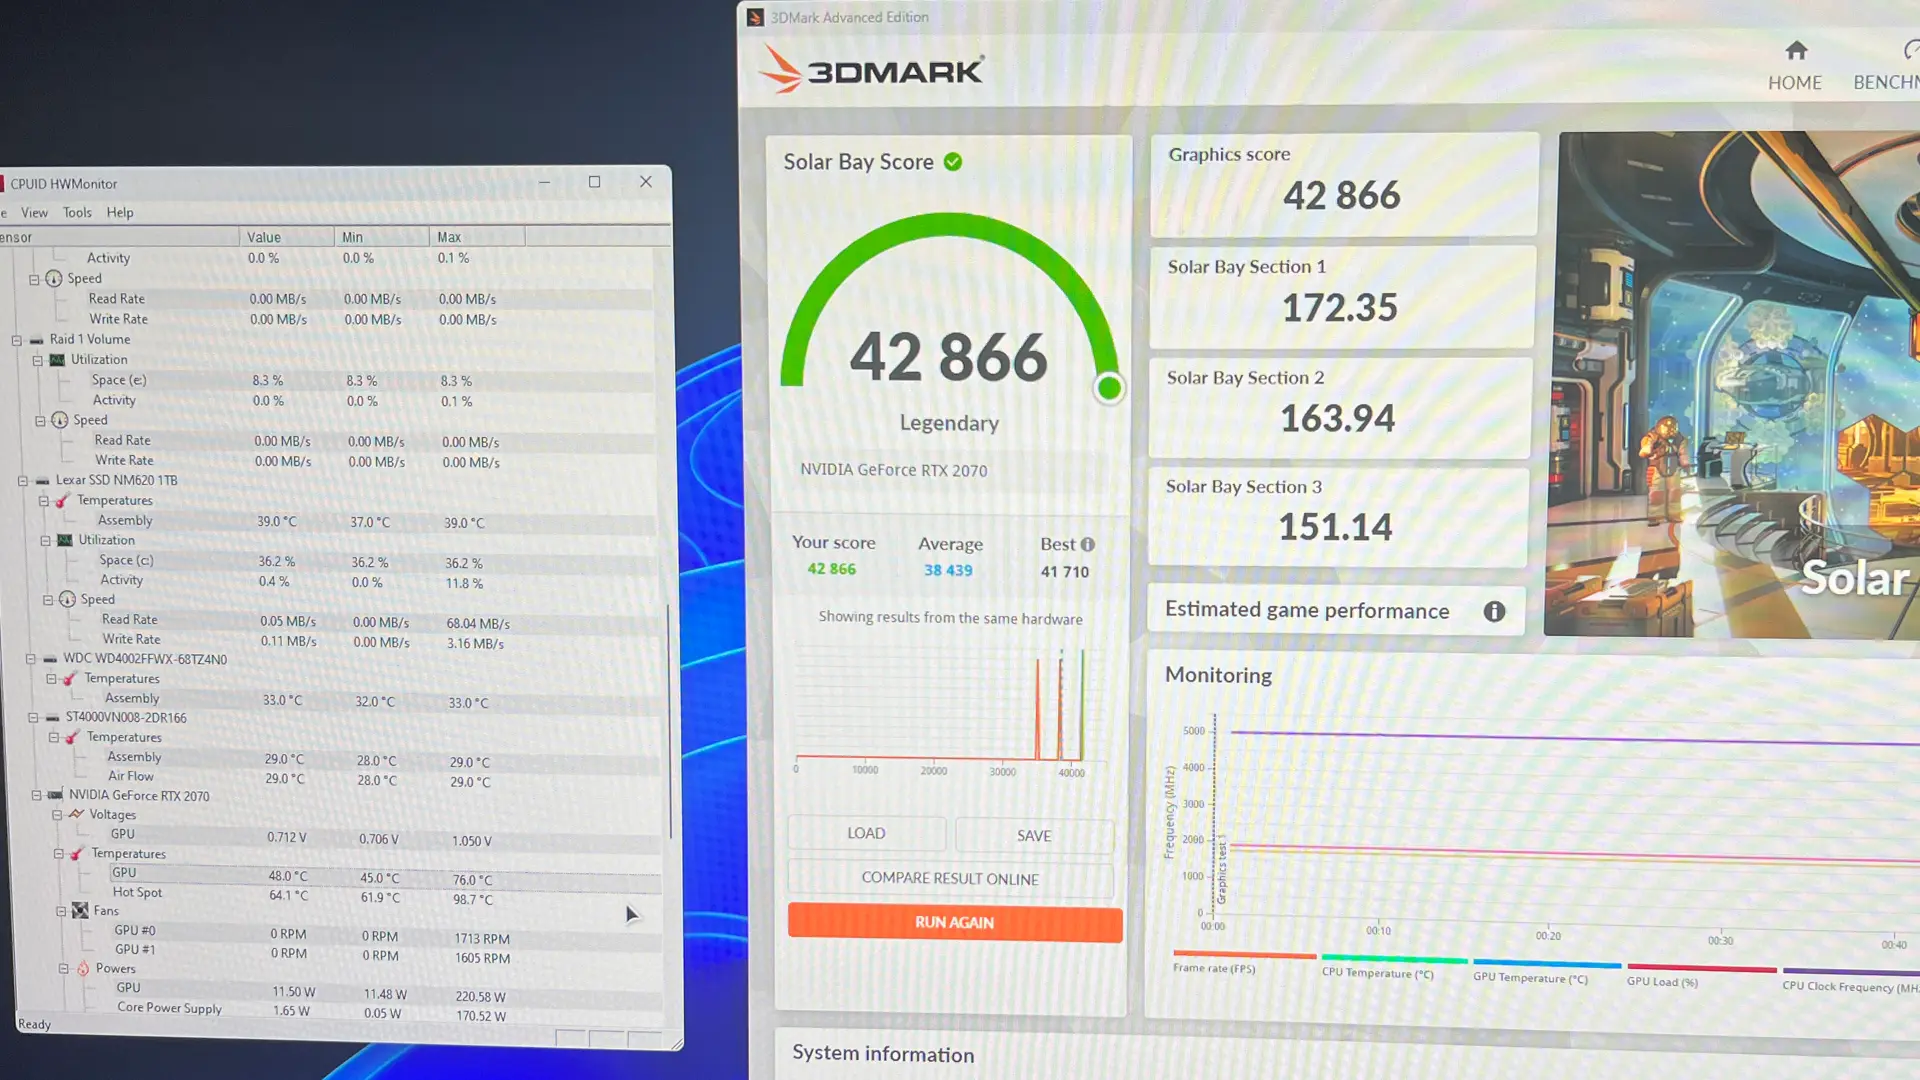 CPUID HWMonitor
e View Tools Help
ensor Value Min Max
Activity 0.0 % 0.0 % 0.1 %
Speed
Read Rate 0.00 MB/s 0.00 MB/s 0.00 MB/s
Write Rate 0.00 MB/s 0.00 MB/s 0.00 MB/s
Raid 1 Volume
Utilization
Space (e:) 8.3 % 8.3 % 8.3 %
Activity 0.0 % 0.0 % 0.1 %
Speed
Read Rate 0.00 MB/s 0.00 MB/s 0.00 MB/s
Write Rate 0.00 MB/s 0.00 MB/s 0.00 MB/s
Lexar SSD NM620 1TB
Temperatures
Assembly 39.0 °C 37.0 °C 39.0 °C
Utilization
Space (c:) 36.2 % 36.2 % 36.2 %
Activity 0.4 % 0.0 % 11.8 %
Speed
Read Rate 0.05 MB/s 0.00 MB/s 68.04 MB/s
Write Rate 0.11 MB/s 0.00 MB/s 3.16 MB/s
WDC WD4002FFWX-68TZ4N0
Temperatures
Assembly 33.0 °C 32.0 °C 33.0 °C
ST4000VN008-2DR166
Temperatures
Assembly 29.0 °C 28.0 °C 29.0 °C
Air Flow 29.0 °C 28.0 °C 29.0 °C
NVIDIA GeForce RTX 2070
Voltages
GPU 0.712 V 0.706 V 1.050 V
Temperatures
GPU 48.0 °C 45.0 °C 76.0 °C
Hot Spot 64.1 °C 61.9 °C 98.7 °C
Fans
GPU #0 0 RPM 0 RPM 1713 RPM
GPU #1 0 RPM 0 RPM 1605 RPM
Powers
GPU 11.50 W 11.48 W 220.58 W
Core Power Supply 1.65 W 0.05 W 170.52 W
Ready
3DMark Advanced Edition
3DMARK
HOME BENCHM
Solar Bay Score
42 866
Legendary
NVIDIA GeForce RTX 2070
Your score Average Best
42 866 38 439 41 710
Showing results from the same hardware
0 10000 20000 30000 40000
LOAD SAVE
COMPARE RESULT ONLINE
RUN AGAIN
Graphics score
42 866
Solar Bay Section 1
172.35
Solar Bay Section 2
163.94
Solar Bay Section 3
151.14
Estimated game performance
Solar
Monitoring
Frequency (MHz)
5000
4000
3000
2000
1000
0
Graphics test 1
00:00 00:10 00:20 00:30 00:40
Frame rate (FPS) CPU Temperature (°C) GPU Temperature (°C) GPU Load (%) CPU Clock Frequency (MH
System information